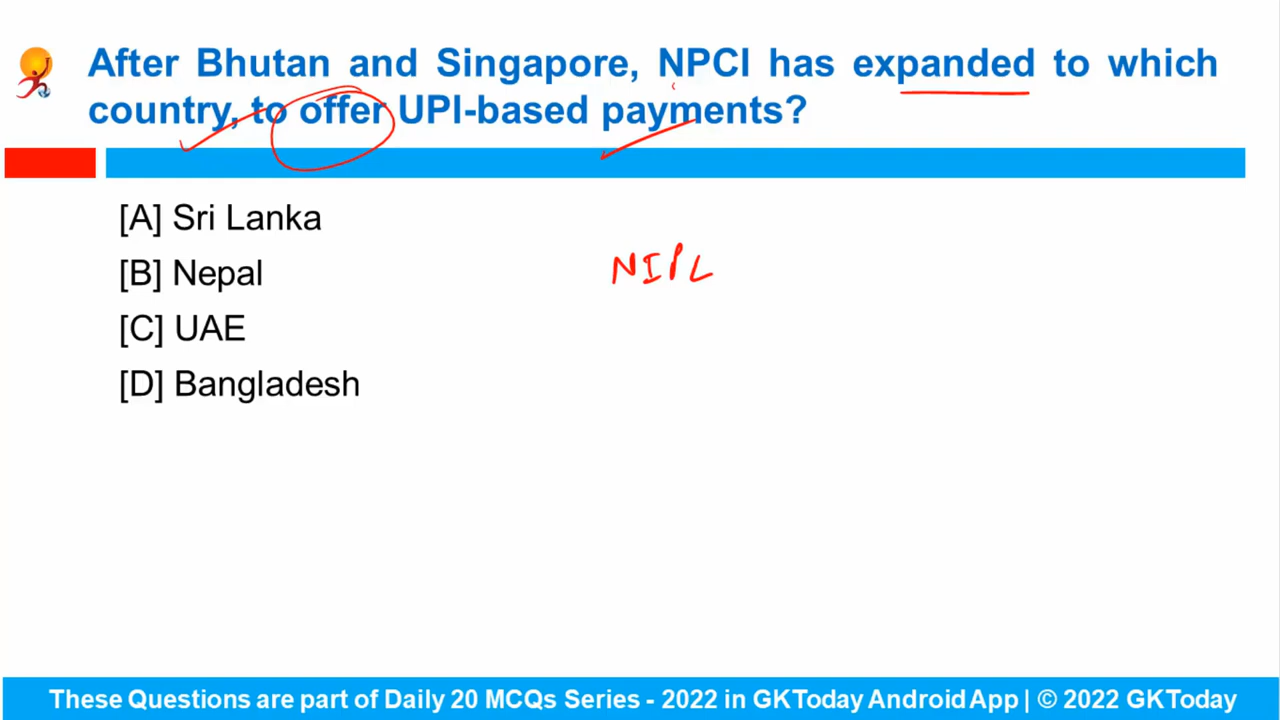 After Bhutan and Singapore, NPCI has expanded to which
country, to offer UPI-based payments?
[A] Sri Lanka
[B] Nepal
NIPL
[C] UAE
[D] Bangladesh
These Questions are part of Daily 20 MCQs Series - 2022 in GKToday Android App | © 2022 GKToday